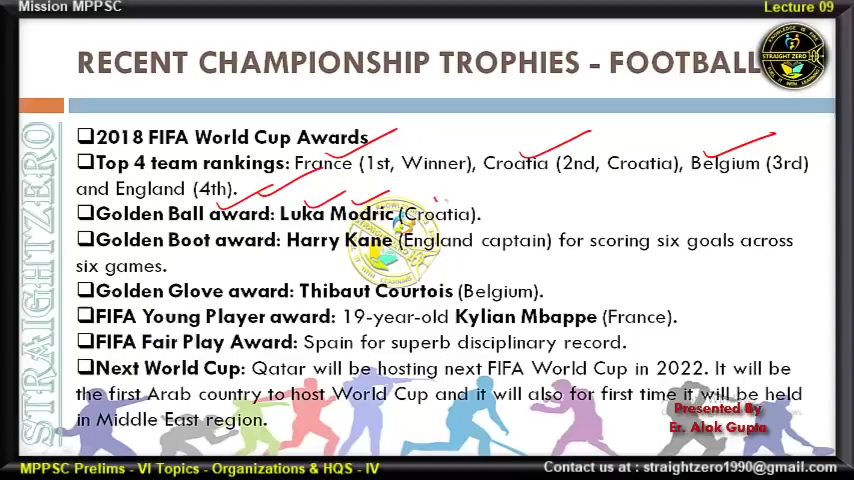 Mission MPPSC
Lecture 09
RECENT CHAMPIONSHIP TROPHIES - FOOTBALL
STRAIGHT ZERO
❑2018 FIFA World Cup Awards
❑Top 4 team rankings: France (1st, Winner), Croatia (2nd, Croatia), Belgium (3rd)
and England (4th).
❑Golden Ball award: Luka Modric (Croatia).
❑Golden Boot award: Harry Kane (England captain) for scoring six goals across
six games.
❑Golden Glove award: Thibaut Courtois (Belgium).
❑FIFA Young Player award: 19-year-old Kylian Mbappe (France).
❑FIFA Fair Play Award: Spain for superb disciplinary record.
❑Next World Cup: Qatar will be hosting next FIFA World Cup in 2022. It will be
the first Arab country to host World Cup and it will also for first time it will be held
in Middle East region.
STRAIGHTZERO
Presented By
Er. Alok Gupta
MPPSC Prelims - VI Topics - Organizations & HQS - IV
Contact us at : straightzero1990@gmail.com